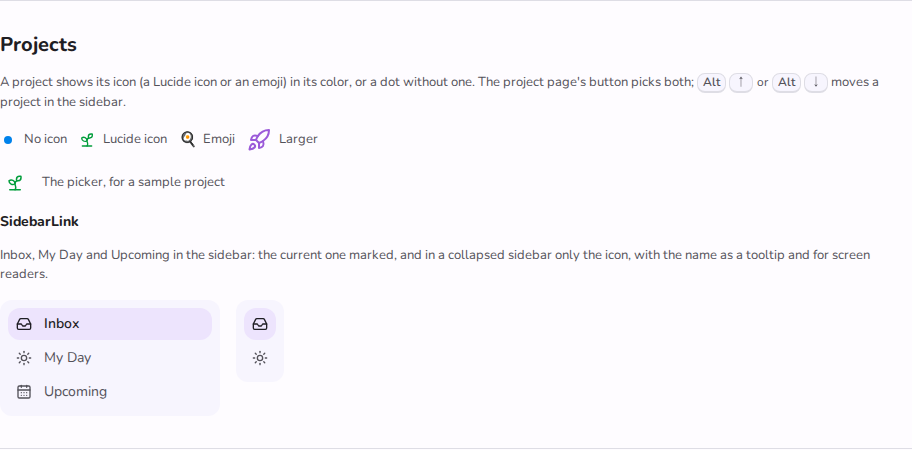 Projects
A project shows its icon (a Lucide icon or an emoji) in its color, or a dot without one. The project page's button picks both; Alt ↑ or Alt ↓ moves a
project in the sidebar.
No icon Lucide icon Emoji Larger
The picker, for a sample project
SidebarLink
Inbox, My Day and Upcoming in the sidebar: the current one marked, and in a collapsed sidebar only the icon, with the name as a tooltip and for screen
readers.
Inbox
My Day
Upcoming